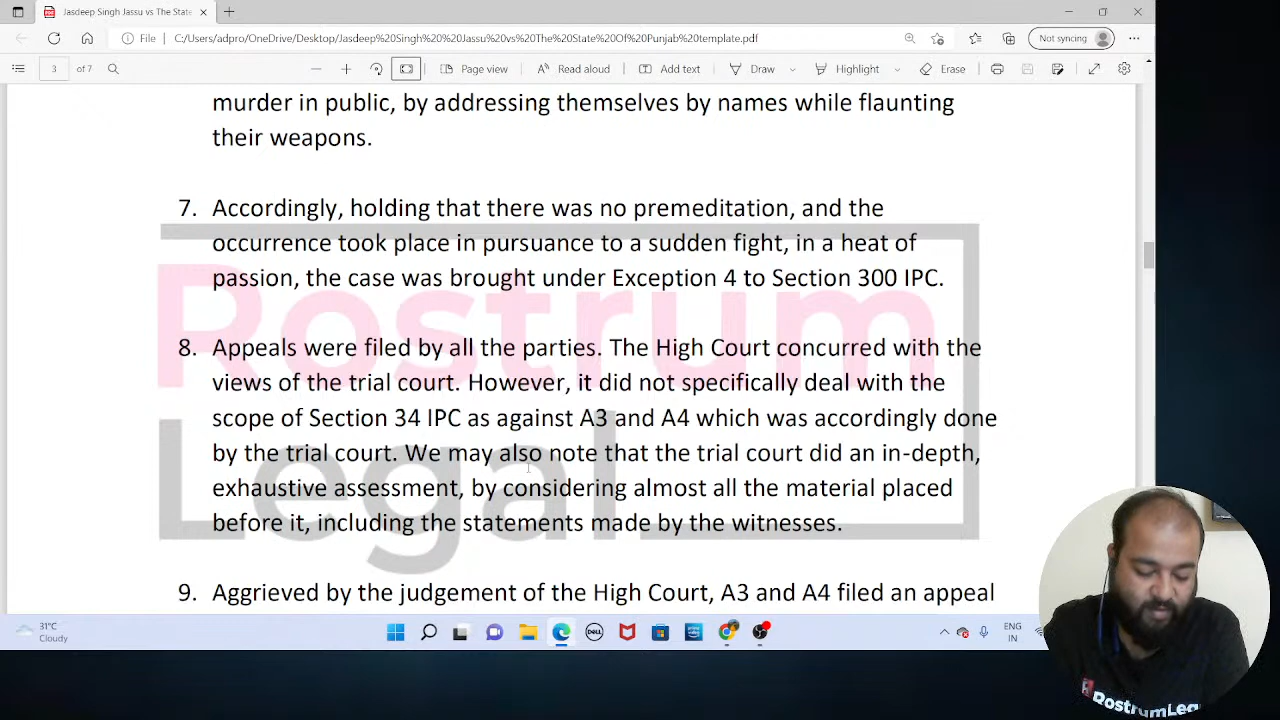 Jasdeep Singh Jassu vs The State
File
C:/Users/adpro/OneDrive/Desktop/Jasdeep%20Singh%20%20Jassu%20vs%20The%20State%20Of%20Punjab%20template.pdf
Not syncing
3 of 7
Page view
Read aloud
Add text
Draw
Highlight
Erase
murder in public, by addressing themselves by names while flaunting
their weapons.
7. Accordingly, holding that there was no premeditation, and the
occurrence took place in pursuance to a sudden fight, in a heat of
passion, the case was brought under Exception 4 to Section 300 IPC.
8. Appeals were filed by all the parties. The High Court concurred with the
views of the trial court. However, it did not specifically deal with the
scope of Section 34 IPC as against A3 and A4 which was accordingly done
by the trial court. We may also note that the trial court did an in-depth,
exhaustive assessment, by considering almost all the material placed
before it, including the statements made by the witnesses.
9. Aggrieved by the judgement of the High Court, A3 and A4 filed an appeal
Rostrum
Legal
31°C
Cloudy
DELL
ENG
IN
RostrumLeg